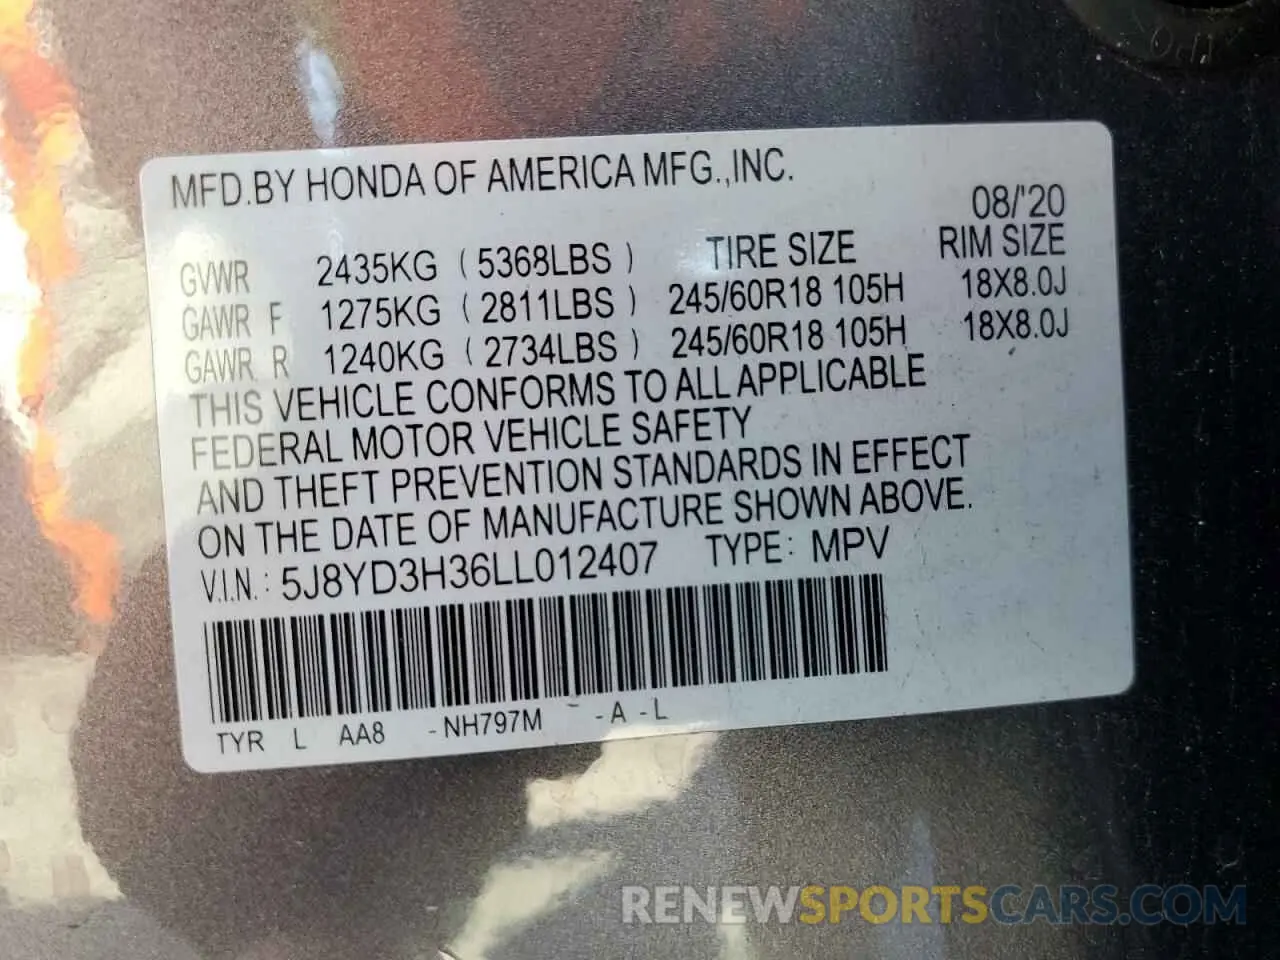 MFD.BY HONDA OF AMERICA MFG.,INC.
08/'20
GVWR 2435KG (5368LBS) TIRE SIZE RIM SIZE
GAWR F 1275KG (2811LBS) 245/60R18 105H 18X8.0J
GAWR R 1240KG (2734LBS) 245/60R18 105H 18X8.0J
THIS VEHICLE CONFORMS TO ALL APPLICABLE
FEDERAL MOTOR VEHICLE SAFETY
AND THEFT PREVENTION STANDARDS IN EFFECT
ON THE DATE OF MANUFACTURE SHOWN ABOVE.
V.I.N.: 5J8YD3H36LL012407 TYPE: MPV
TYR L AA8 -NH797M -A -L
RENEWSPORTSCARS.COM